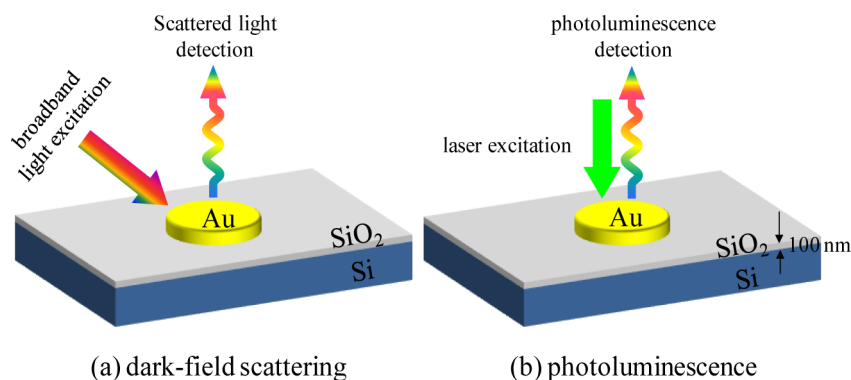 Scattered light
detection
broadband
light excitation
Au
SiO2
Si
(a) dark-field scattering
photoluminescence
detection
laser excitation
Au
SiO2
100 nm
Si
(b) photoluminescence